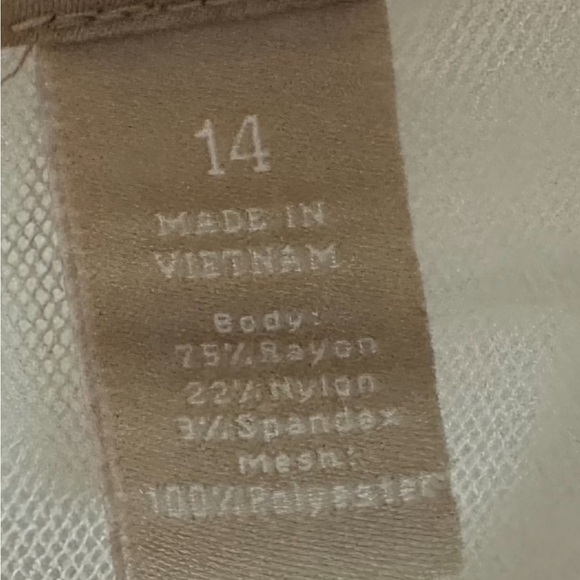 14
MADE IN
VIETNAM
Body:
75% Rayon
22% Nylon
3% Spandex
Mesh:
100% Polyester